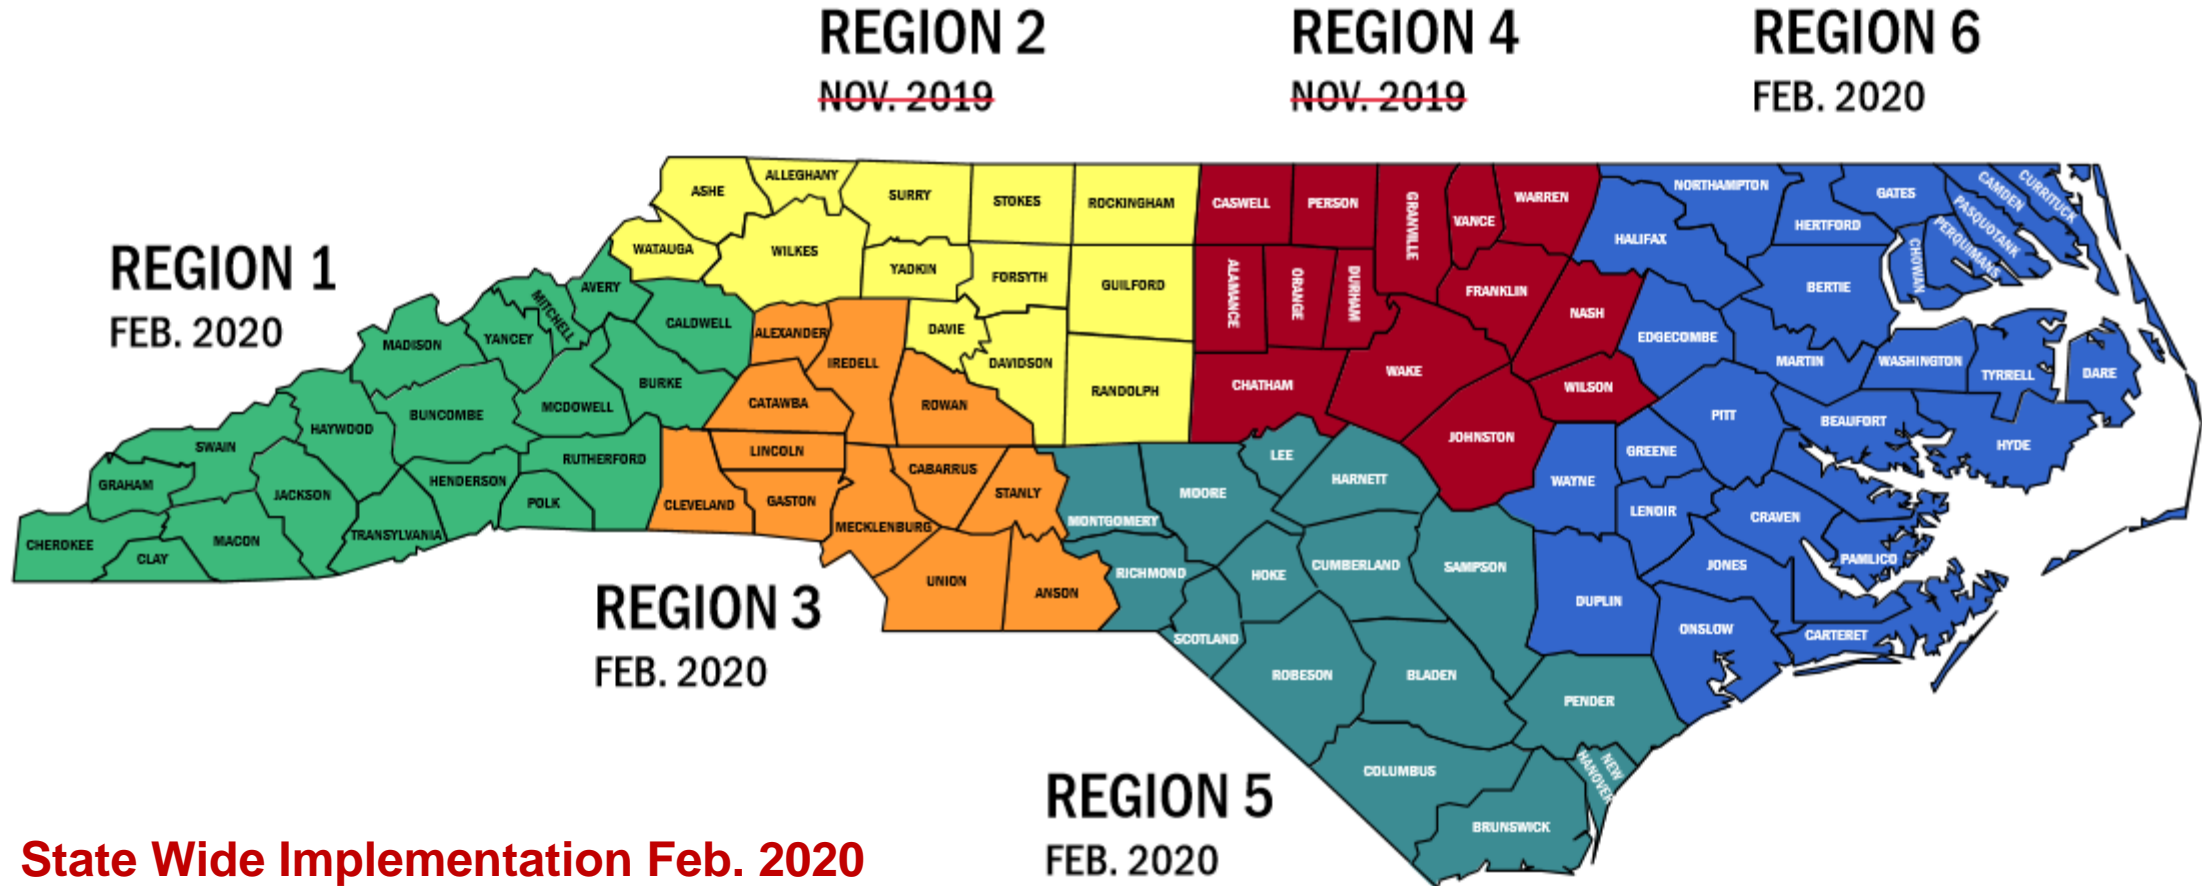 REGION 2
NOV. 2019
REGION 4
NOV. 2019
REGION 6
FEB. 2020
REGION 1
FEB. 2020
ASHE
ALLEGHANY
SURRY
STOKES
ROCKINGHAM
WATAUGA
WILKES
YADKIN
FORSYTH
GUILFORD
DAVIE
DAVIDSON
RANDOLPH
CASWELL
PERSON
GRANVILLE
VANCE
WARREN
ALAMANCE
ORANGE
DURHAM
FRANKLIN
NASH
CHATHAM
WAKE
WILSON
JOHNSTON
NORTHAMPTON
GATES
CAMDEN
CURRITUCK
PASQUOTANK
PERQUIMANS
CHOWAN
HERTFORD
HALIFAX
BERTIE
EDGECOMBE
MARTIN
WASHINGTON
TYRRELL
DARE
PITT
BEAUFORT
HYDE
GREENE
WAYNE
LENOIR
CRAVEN
PAMLICO
JONES
DUPLIN
ONSLOW
CARTERET
AVERY
MITCHELL
YANCEY
MADISON
CALDWELL
BURKE
MCDOWELL
BUNCOMBE
HAYWOOD
SWAIN
GRAHAM
JACKSON
HENDERSON
RUTHERFORD
POLK
TRANSYLVANIA
MACON
CHEROKEE
CLAY
ALEXANDER
IREDELL
CATAWBA
ROWAN
LINCOLN
CABARRUS
CLEVELAND
GASTON
STANLY
MECKLENBURG
UNION
ANSON
MONTGOMERY
MOORE
LEE
HARNETT
RICHMOND
HOKE
CUMBERLAND
SAMPSON
SCOTLAND
ROBESON
BLADEN
PENDER
COLUMBUS
NEW
HANOVER
BRUNSWICK
REGION 3
FEB. 2020
REGION 5
FEB. 2020
State Wide Implementation Feb. 2020